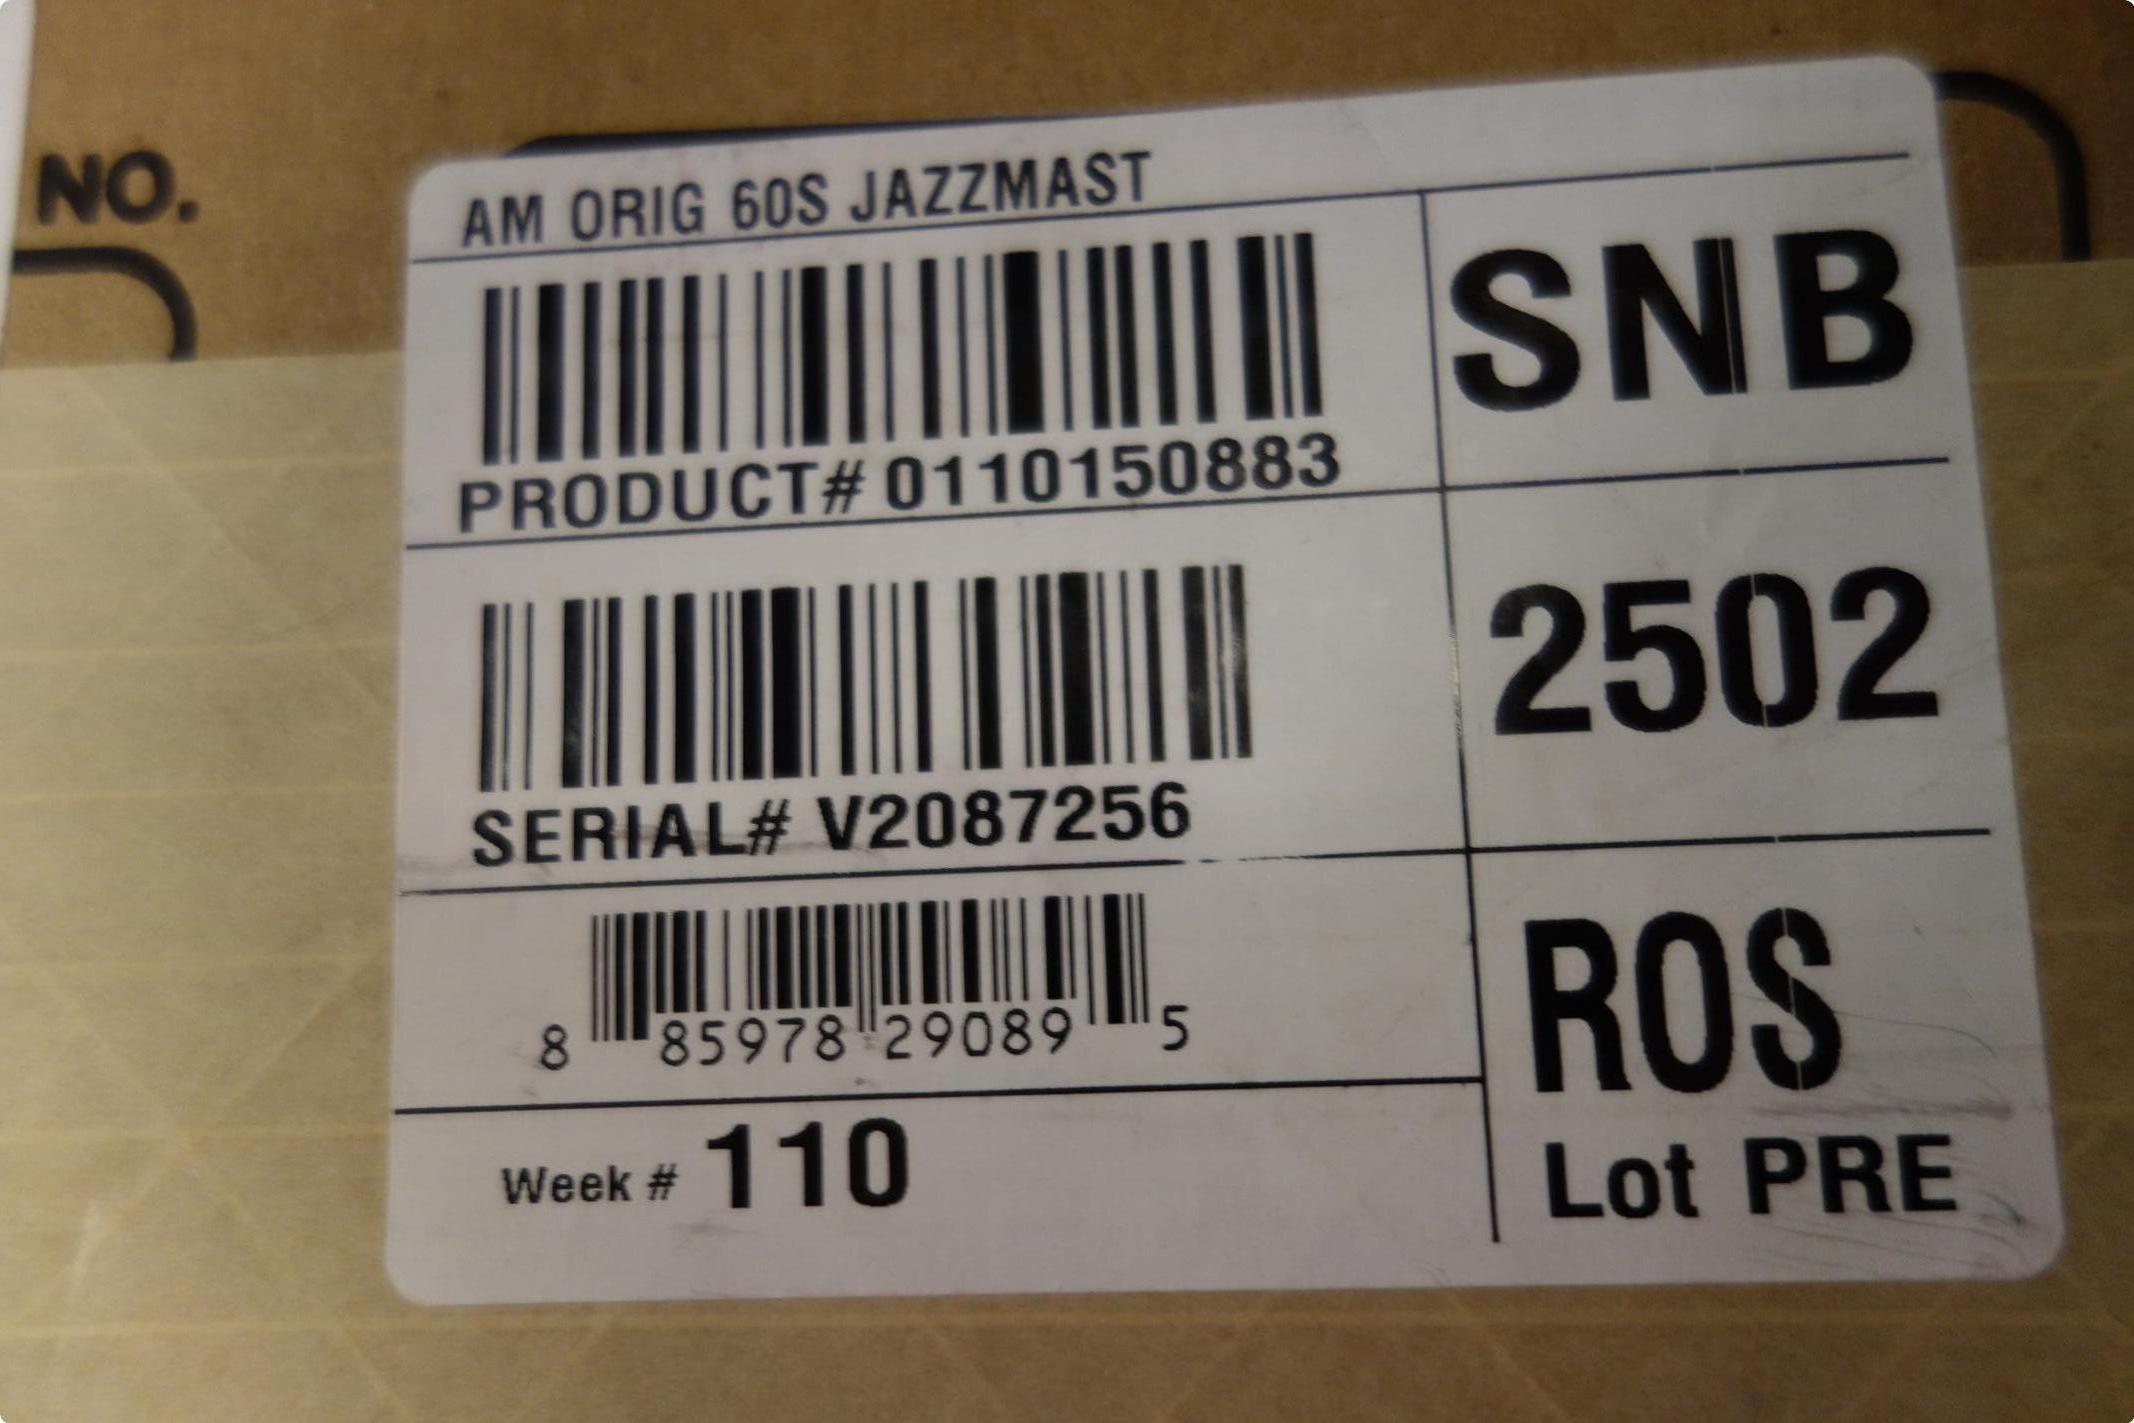 NO.
AM ORIG 60S JAZZMAST
SNB
PRODUCT# 0110150883
2502
SERIAL# V2087256
8 85978 29089 5
ROS
Lot PRE
Week # 110